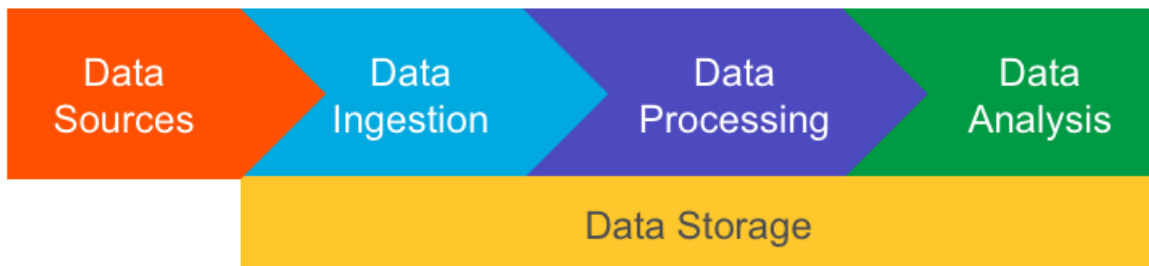 Data
Sources
Data
Ingestion
Data
Processing
Data
Analysis
Data Storage